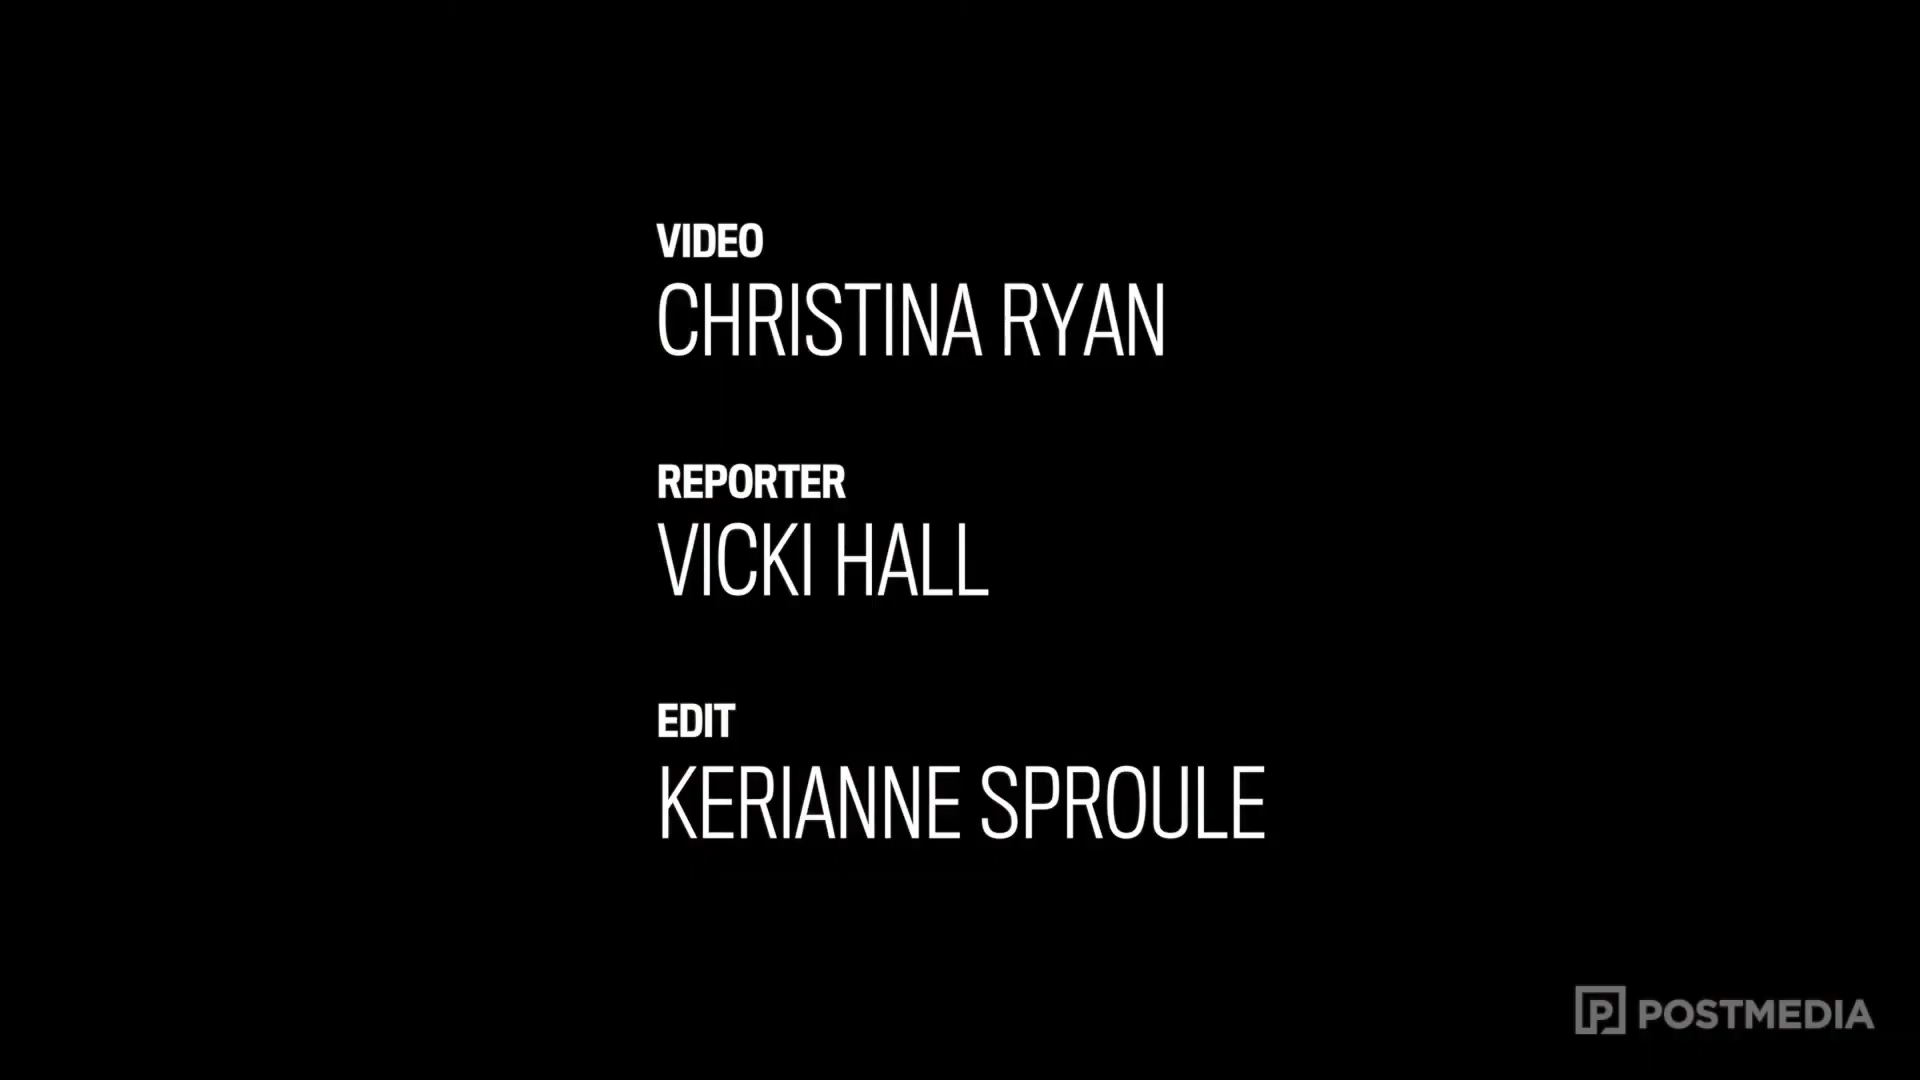 VIDEO
CHRISTINA RYAN
REPORTER
VICKI HALL
EDIT
KERIANNE SPROULE
POSTMEDIA